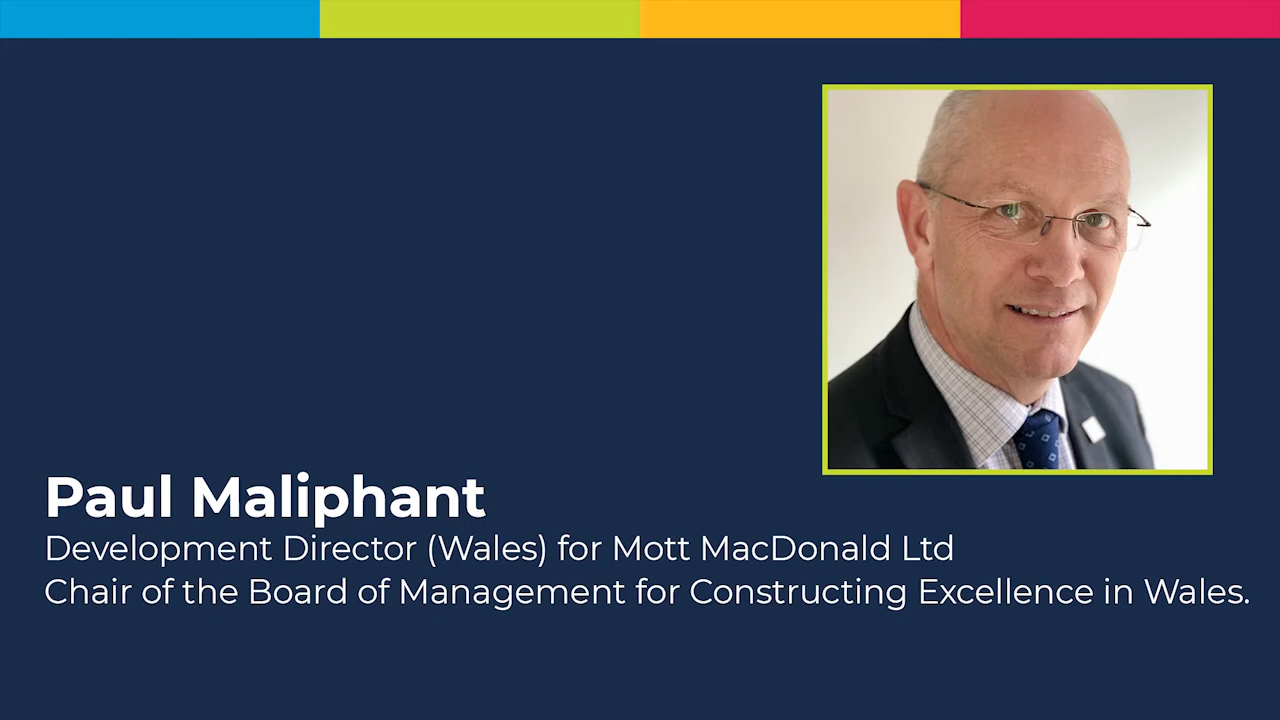 Paul Maliphant
Development Director (Wales) for Mott MacDonald Ltd
Chair of the Board of Management for Constructing Excellence in Wales.